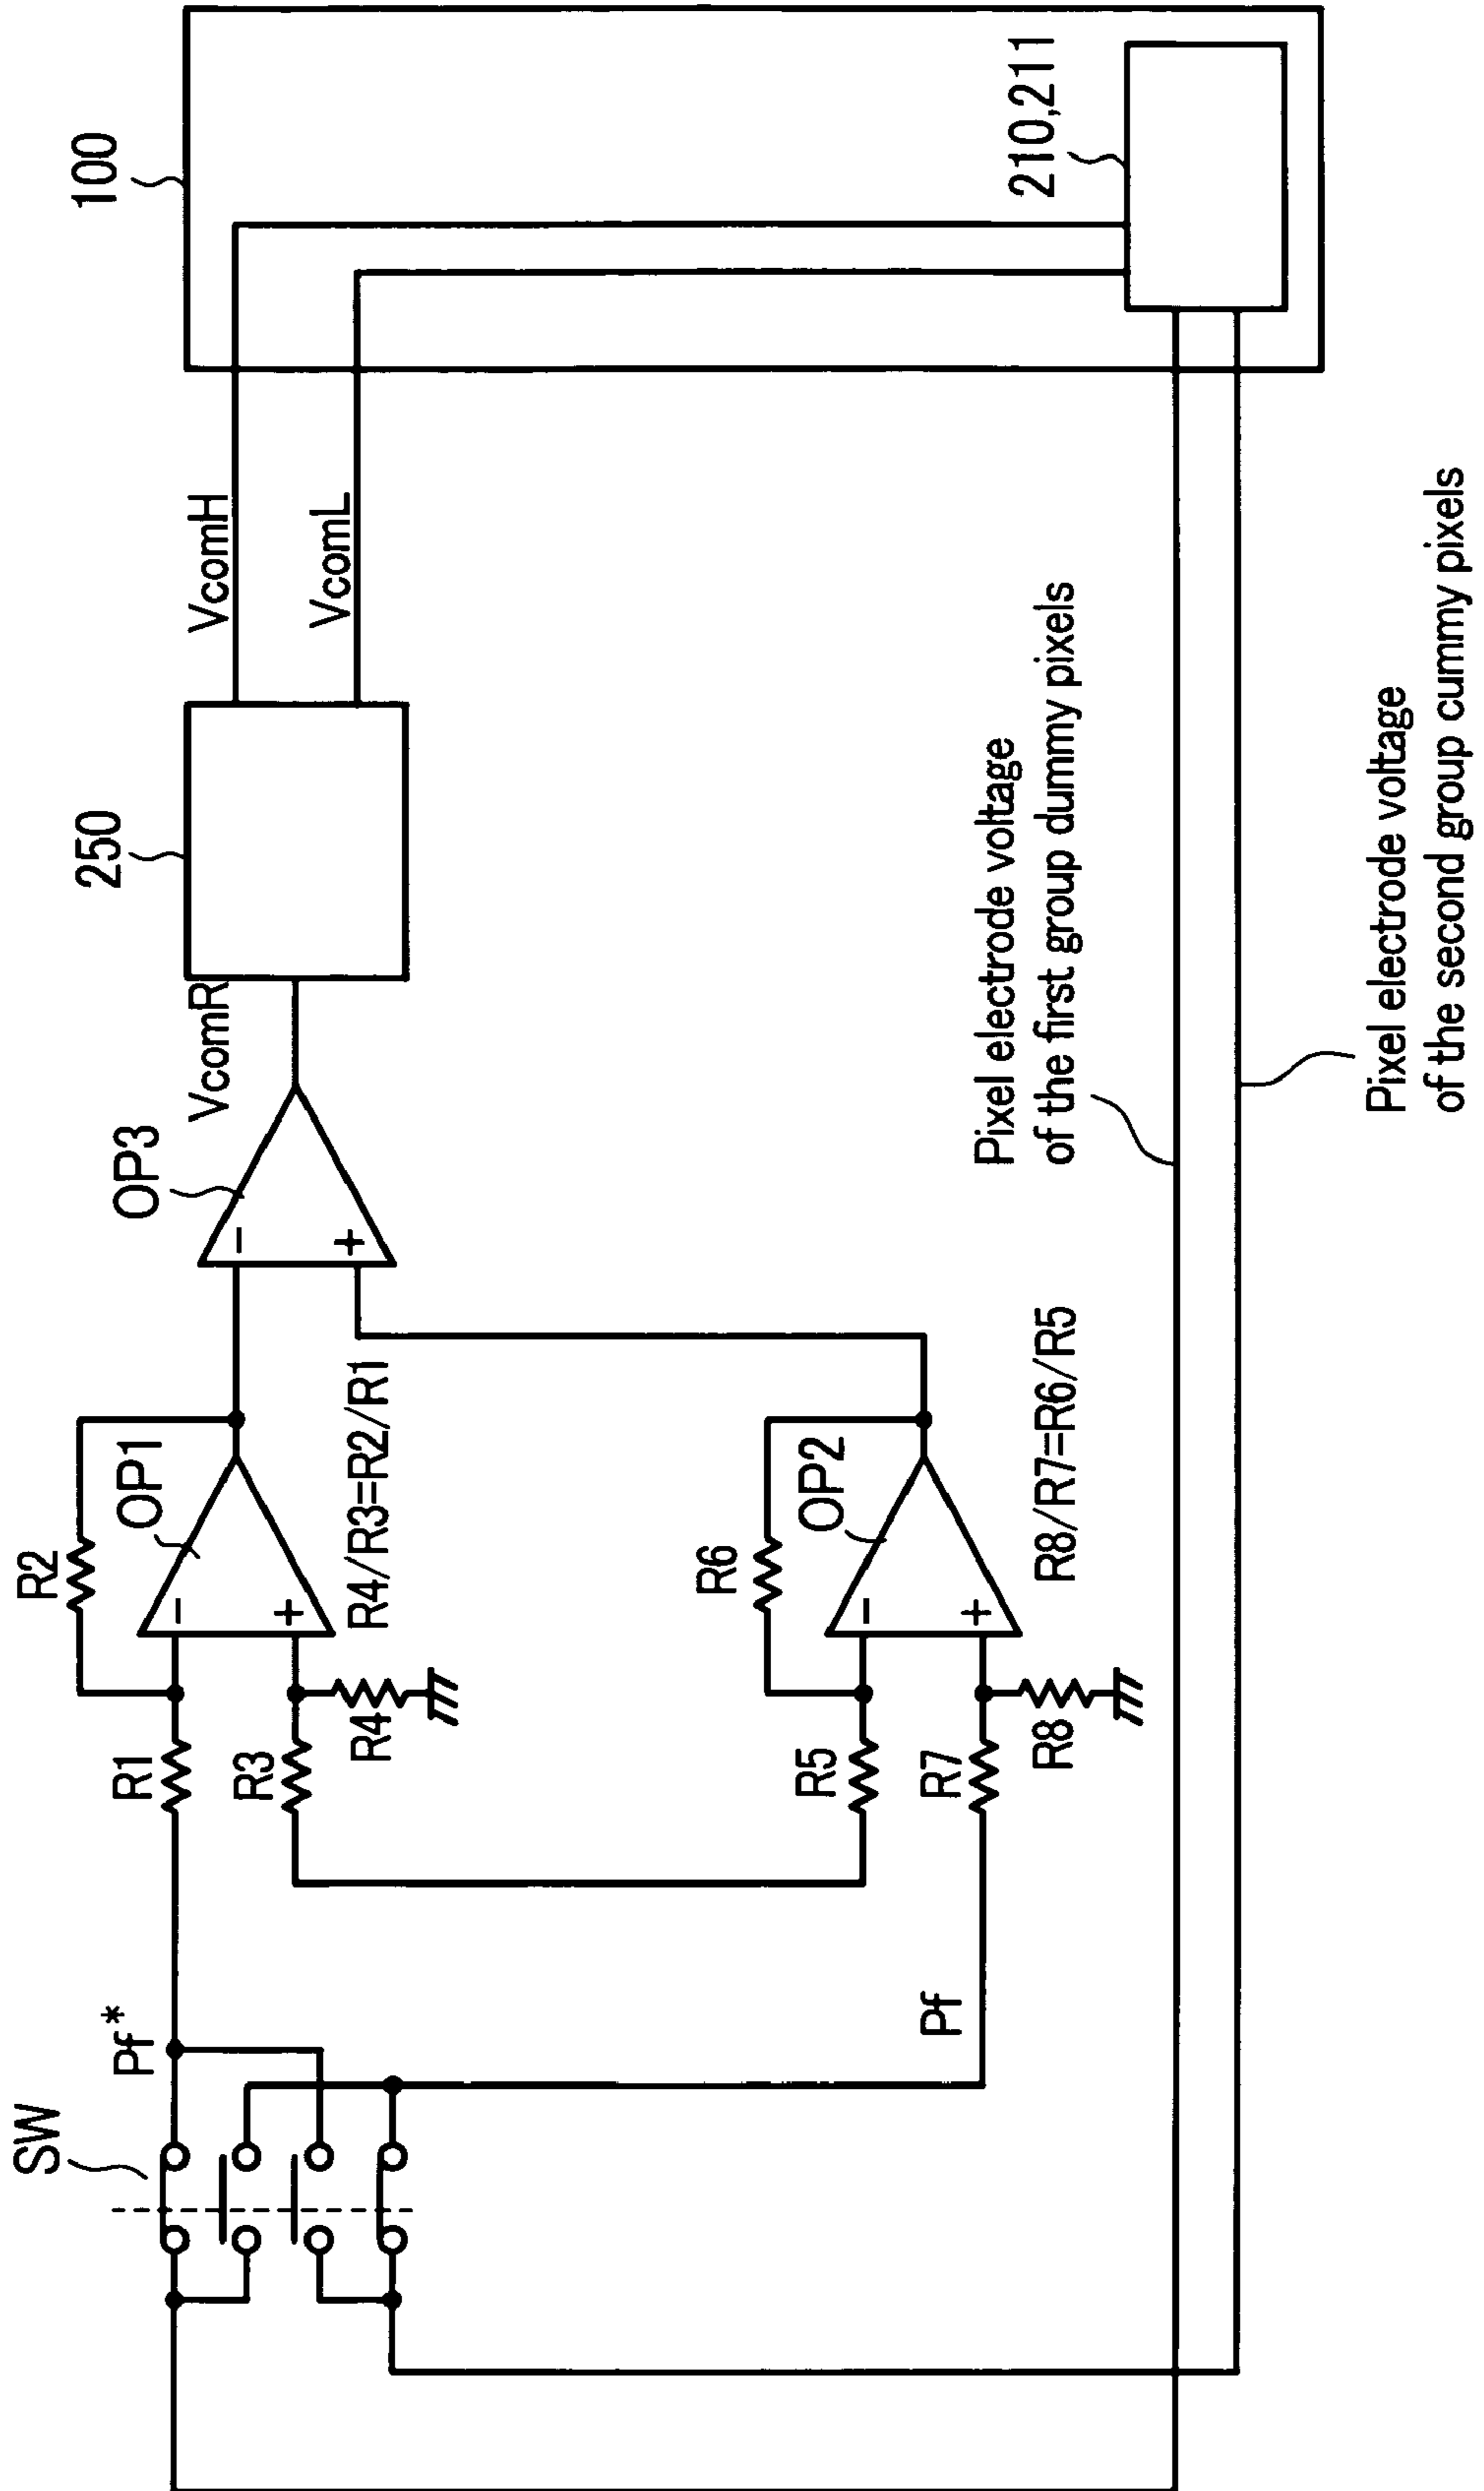 SW
Pf*
Pf
R1
R2
R3
R4
OP1
R4/R3=R2/R1
R5
R6
R7
R8
OP2
R8/R7=R6/R5
OP3
VcomR
250
VcomH
VcomL
100
210,211
Pixel electrode voltage
of the first group dummy pixels
Pixel electrode voltage
of the second group cummy pixels